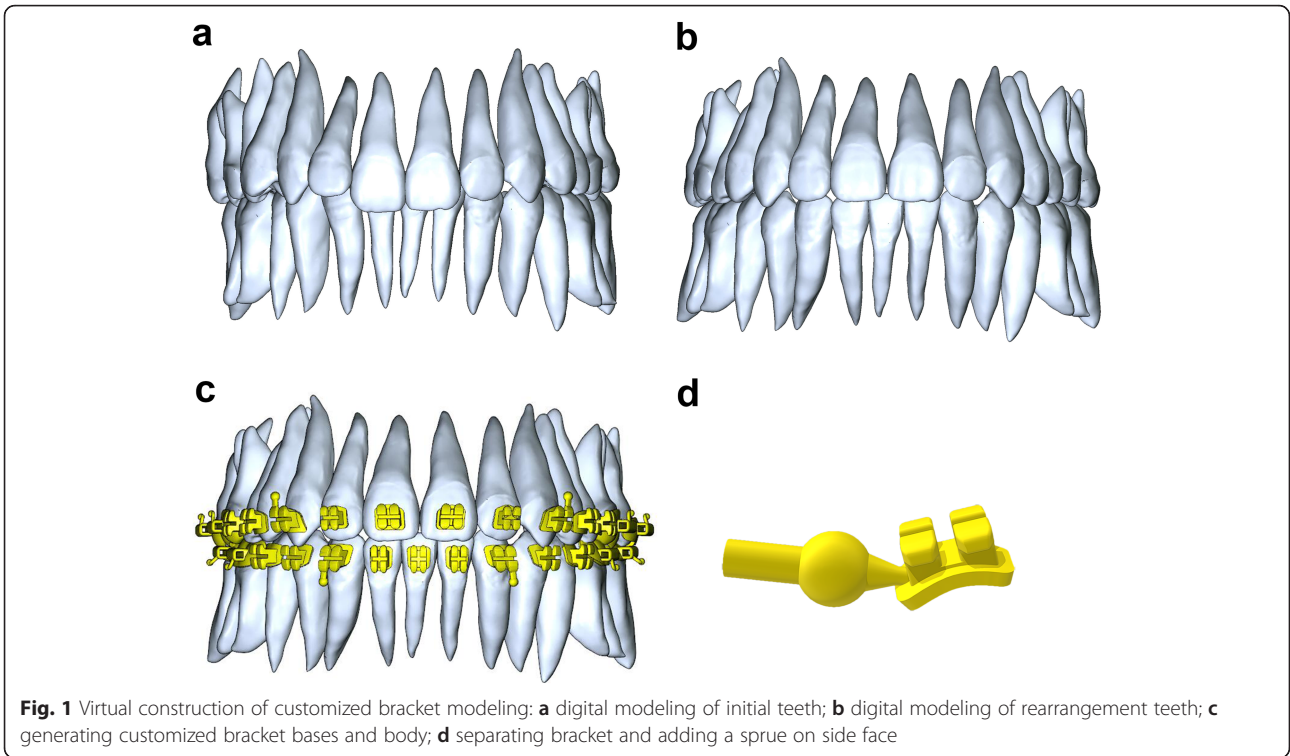 a
b
c
d
Fig. 1 Virtual construction of customized bracket modeling: a digital modeling of initial teeth; b digital modeling of rearrangement teeth; c
generating customized bracket bases and body; d separating bracket and adding a sprue on side face